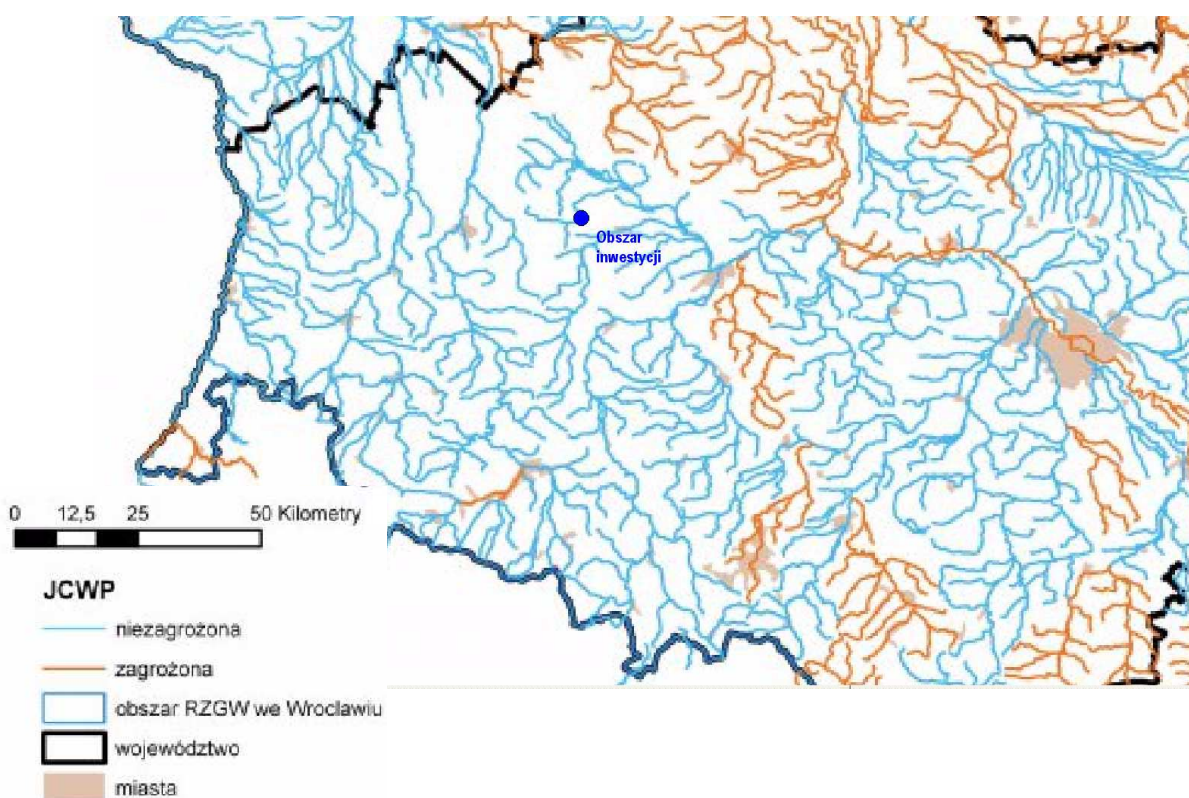 Obszar
inwestycji
0 12,5 25 50 Kilometry
JCWP
niezagrożona
zagrożona
obszar RZGW we Wrocławiu
województwo
miasta